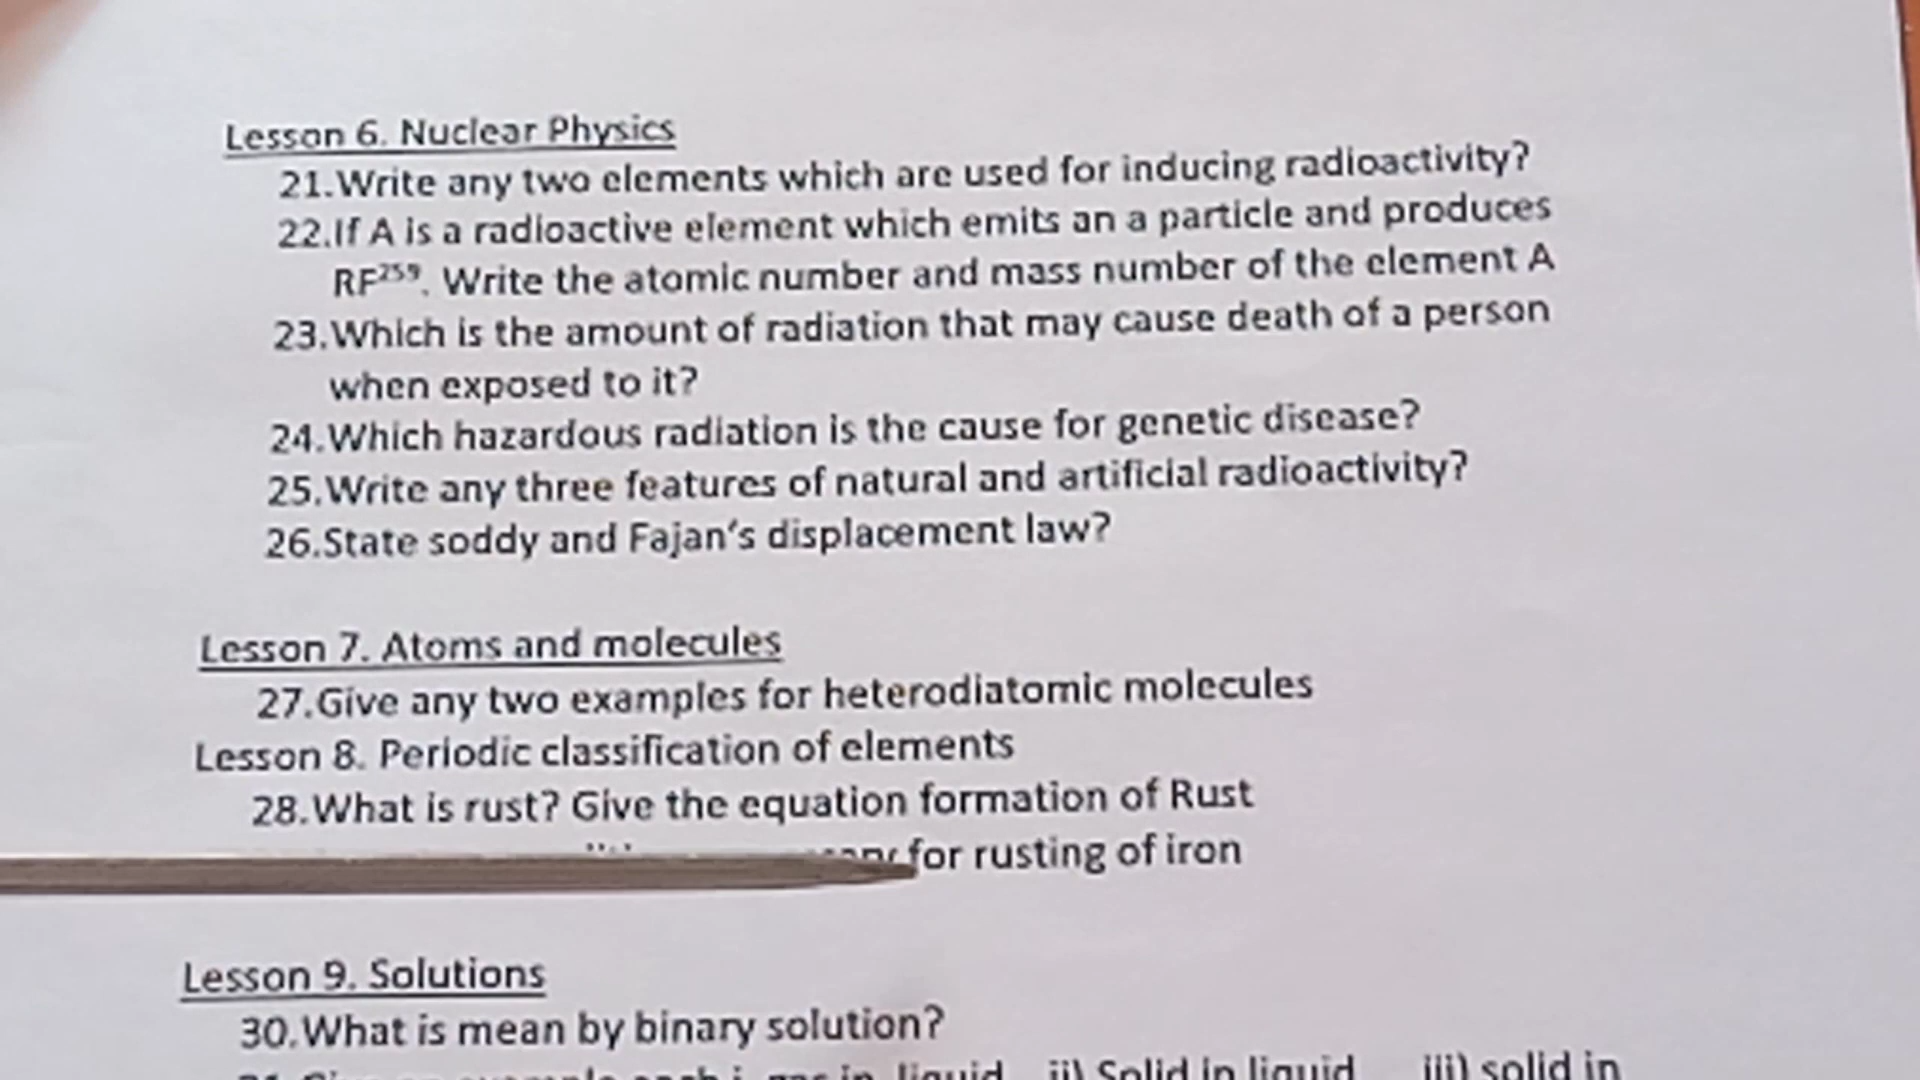 Lesson 6. Nuclear Physics
21.Write any two elements which are used for inducing radioactivity?
22.If A is a radioactive element which emits an a particle and produces
RF²⁵⁹. Write the atomic number and mass number of the element A
23.Which is the amount of radiation that may cause death of a person
when exposed to it?
24.Which hazardous radiation is the cause for genetic disease?
25.Write any three features of natural and artificial radioactivity?
26.State soddy and Fajan's displacement law?
Lesson 7. Atoms and molecules
27.Give any two examples for heterodiatomic molecules
Lesson 8. Periodic classification of elements
28.What is rust? Give the equation formation of Rust
for rusting of iron
Lesson 9. Solutions
30.What is mean by binary solution?
gas in liquid ii) Solid in liquid iii) solid in